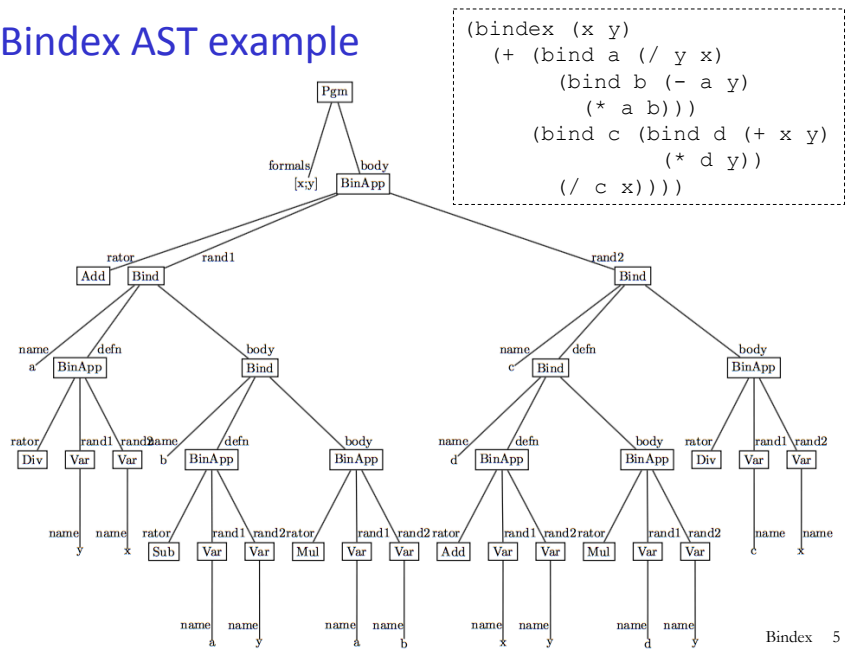 Bindex AST example
(bindex (x y)
(+ (bind a (/ y x)
(bind b (- a y)
(* a b)))
(bind c (bind d (+ x y)
(* d y))
(/ c x))))
Pgm
formals body
[x;y] BinApp
rator rand1 rand2
Add Bind Bind
name defn body name defn body
a BinApp Bind c Bind BinApp
rator rand1 rand2 name defn body name defn body rator rand1 rand2
Div Var Var b BinApp BinApp d BinApp BinApp Div Var Var
name name rator rand1 rand2 rator rand1 rand2 rator rand1 rand2 rator rand1 rand2 name name
y x Sub Var Var Mul Var Var Add Var Var Mul Var Var c x
name name name name name name name name
a y a b x y d y
Bindex 5